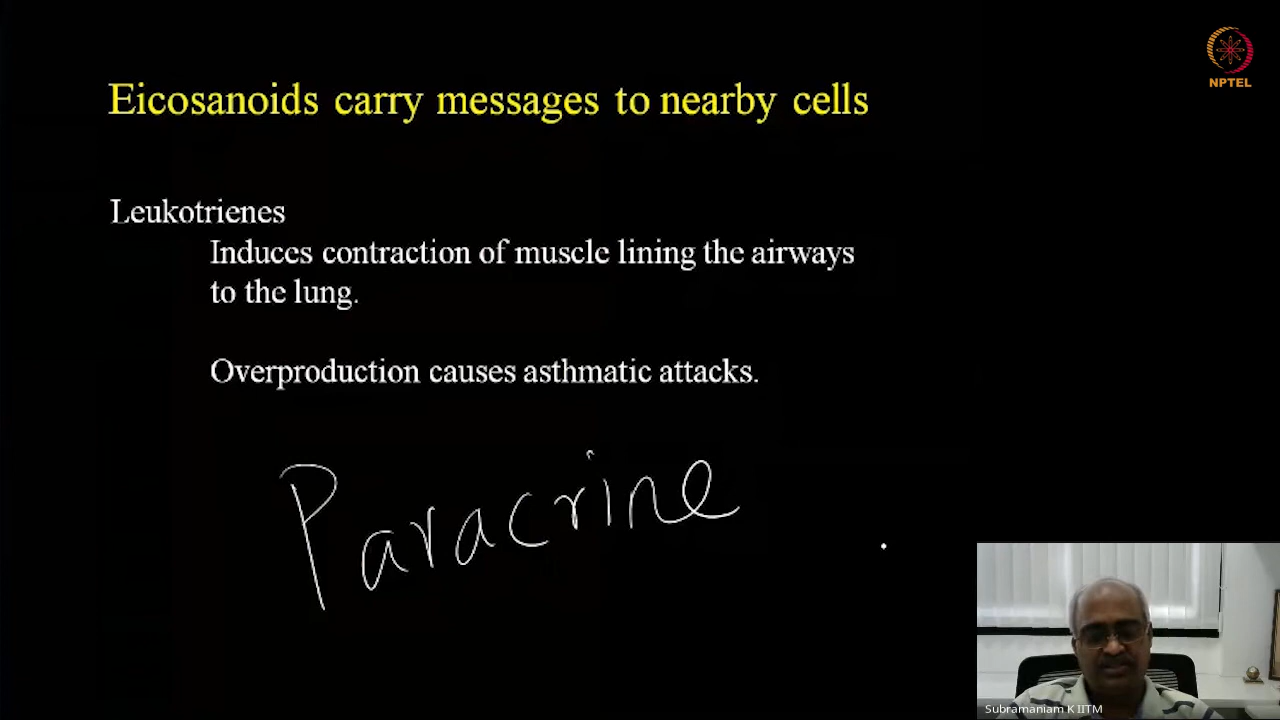 NPTEL
Eicosanoids carry messages to nearby cells
Leukotrienes
Induces contraction of muscle lining the airways
to the lung.
Overproduction causes asthmatic attacks.
Paracrine
Subramaniam K IITM